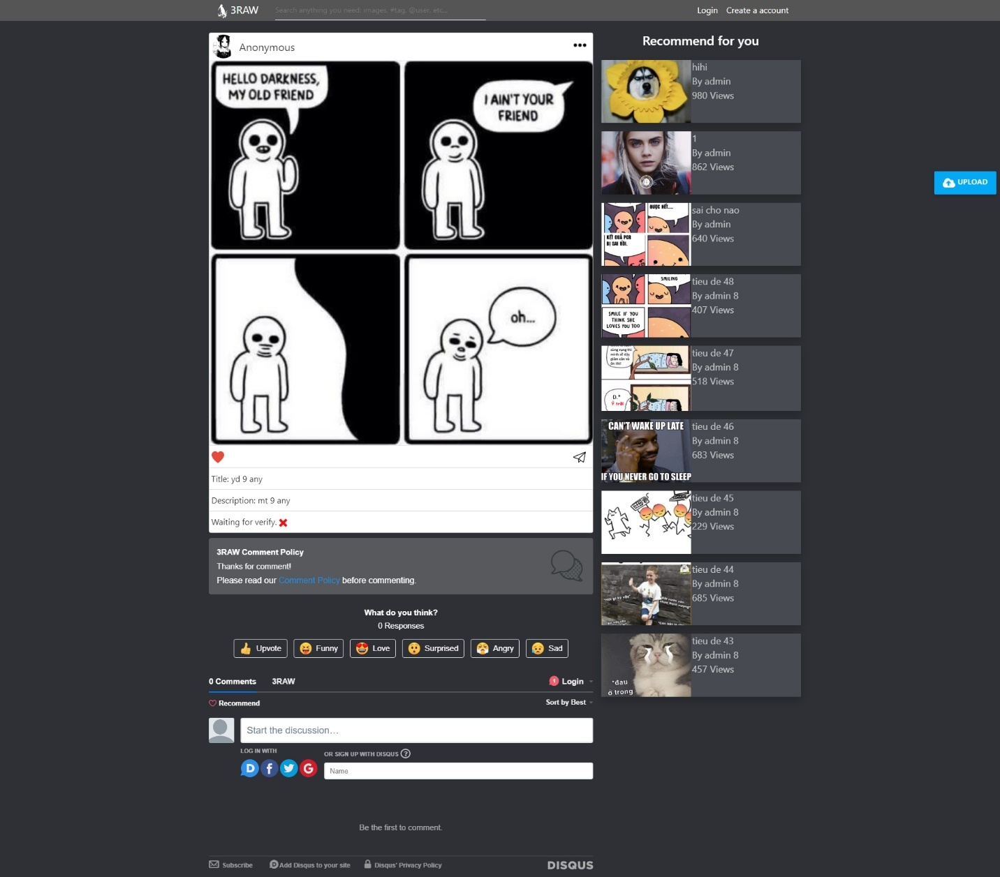 3RAW
Search anything you need: images, #tag, @user, etc...
Login
Create a account
Anonymous
HELLO DARKNESS,
MY OLD FRIEND
I AIN'T YOUR
FRIEND
oh...
Title: yd 9 any
Description: mt 9 any
Waiting for verify.
3RAW Comment Policy
Thanks for comment!
Please read our Comment Policy before commenting.
What do you think?
0 Responses
Upvote
Funny
Love
Surprised
Angry
Sad
0 Comments
3RAW
1
Login
Recommend
Sort by Best
Start the discussion...
LOG IN WITH
OR SIGN UP WITH DISQUS ?
Name
Be the first to comment.
Subscribe
Add Disqus to your site
Disqus' Privacy Policy
DISQUS
Recommend for you
hihi
By admin
980 Views
1
By admin
862 Views
ĐƯỢC HẾT....
KẾT QUẢ PCR
BỊ SAI RỒI.
sai cho nao
By admin
640 Views
SMILING
SMILE IF YOU
THINK SHE
LOVES YOU TOO
tieu de 48
By admin 8
407 Views
Đ.*
Ý trời
tieu de 47
By admin 8
518 Views
CAN'T WAKE UP LATE
IF YOU NEVER GO TO SLEEP
tieu de 46
By admin 8
683 Views
tieu de 45
By admin 8
229 Views
tieu de 44
By admin 8
685 Views
*đau
ở trong
tieu de 43
By admin 8
457 Views
UPLOAD